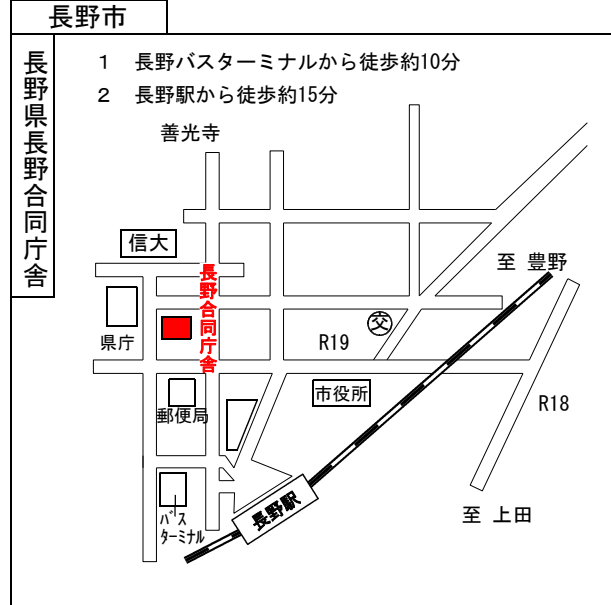 長野市
長野県長野合同庁舎
1 長野バスターミナルから徒歩約10分
2 長野駅から徒歩約15分
善光寺
信大
長野合同庁舎
至 豊野
県庁
R19
交
市役所
R18
郵便局
バス
ターミナル
長野駅
至 上田